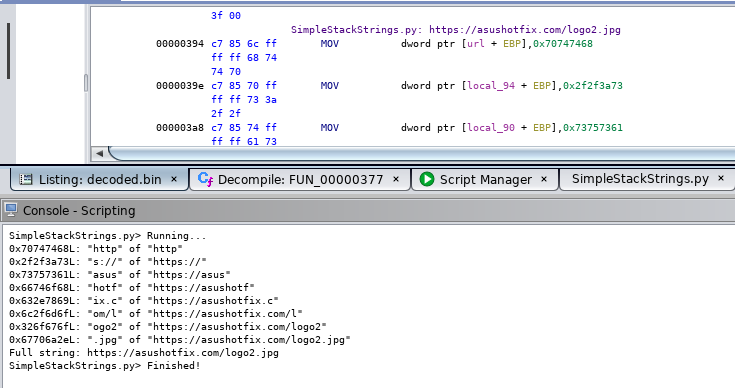 3f 00
SimpleStackStrings.py: https://asushotfix.com/logo2.jpg
00000394 c7 85 6c ff MOV dword ptr [url + EBP],0x70747468
ff ff 68 74
74 70
0000039e c7 85 70 ff MOV dword ptr [local_94 + EBP],0x2f2f3a73
ff ff 73 3a
2f 2f
000003a8 c7 85 74 ff MOV dword ptr [local_90 + EBP],0x73757361
ff ff 61 73
Listing: decoded.bin × Decompile: FUN_00000377 × Script Manager × SimpleStackStrings.py ×
Console - Scripting
SimpleStackStrings.py> Running...
0x70747468L: "http" of "http"
0x2f2f3a73L: "s://" of "https://"
0x73757361L: "asus" of "https://asus"
0x66746f68L: "hotf" of "https://asushotf"
0x632e7869L: "ix.c" of "https://asushotfix.c"
0x6c2f6d6fL: "om/l" of "https://asushotfix.com/l"
0x326f676fL: "ogo2" of "https://asushotfix.com/logo2"
0x67706a2eL: ".jpg" of "https://asushotfix.com/logo2.jpg"
Full string: https://asushotfix.com/logo2.jpg
SimpleStackStrings.py> Finished!